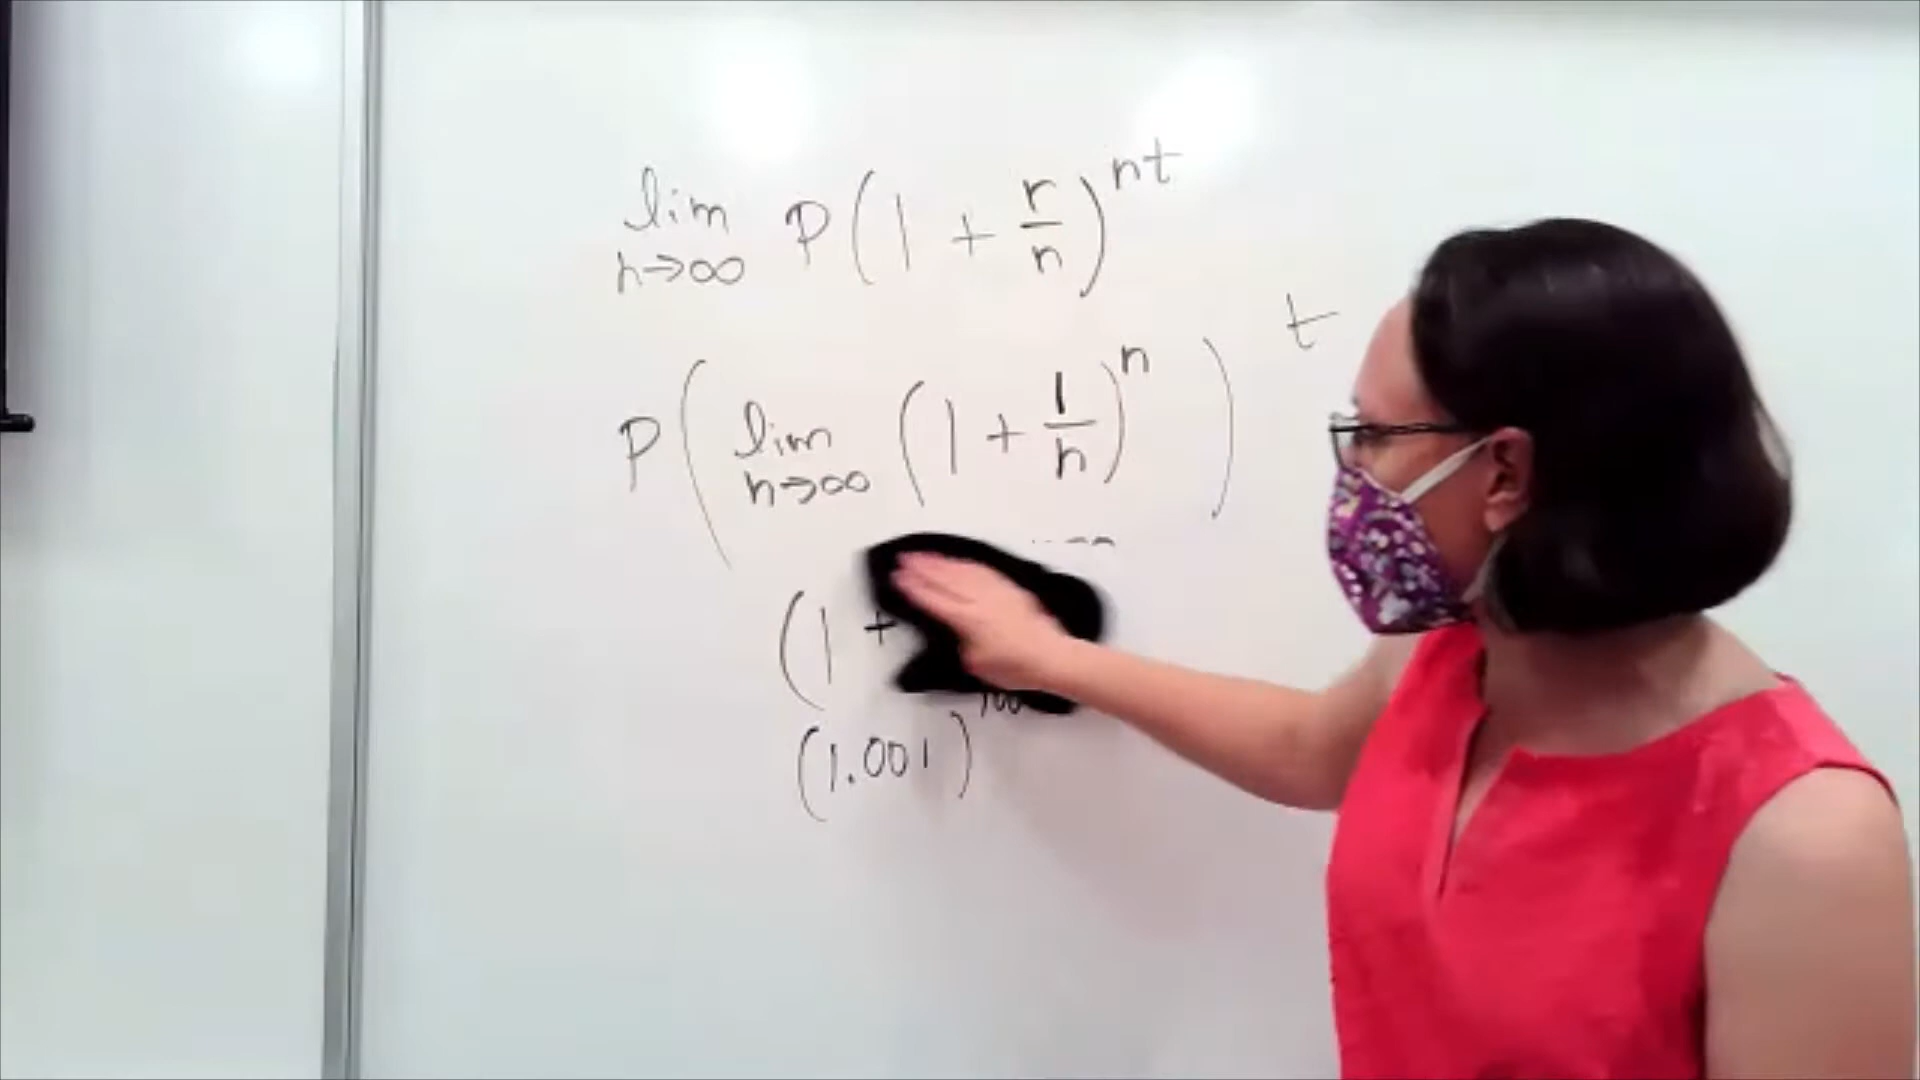 lim n→∞ P(1 + r/n)^nt
P(lim n→∞ (1 + 1/n)^n)^t
(1 +
(1.001)